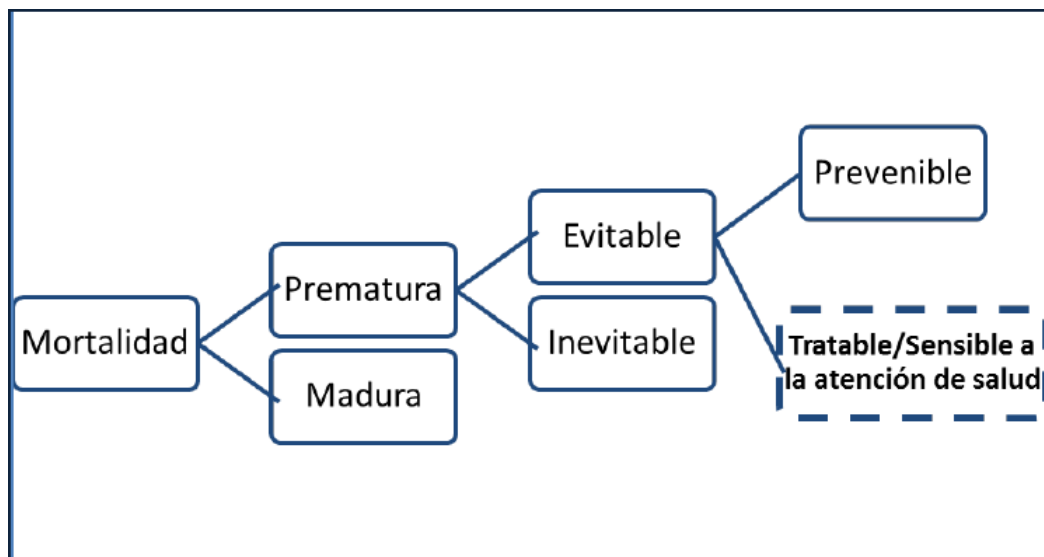 Mortalidad
Prematura
Madura
Evitable
Inevitable
Prevenible
Tratable/Sensible a
la atención de salud